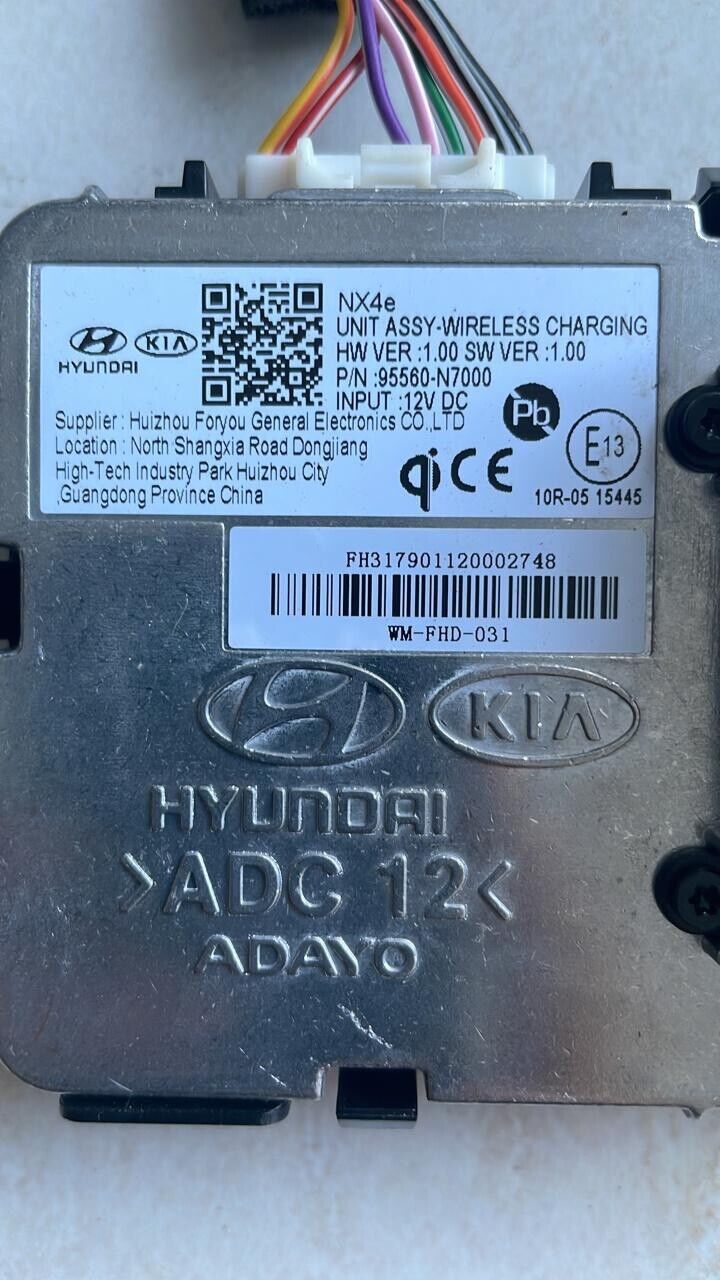 NX4e
UNIT ASSY-WIRELESS CHARGING
HW VER :1.00 SW VER :1.00
P/N :95560-N7000
INPUT :12V DC
HYUNDAI
KIA
Supplier : Huizhou Foryou General Electronics CO.,LTD
Location : North Shangxia Road Dongjiang
High-Tech Industry Park Huizhou City
,Guangdong Province China
Pb
qi CE
E13
10R-05 15445
FH317901120002748
WM-FHD-031
KIA
HYUNDAI
>ADC 12<
ADAYO